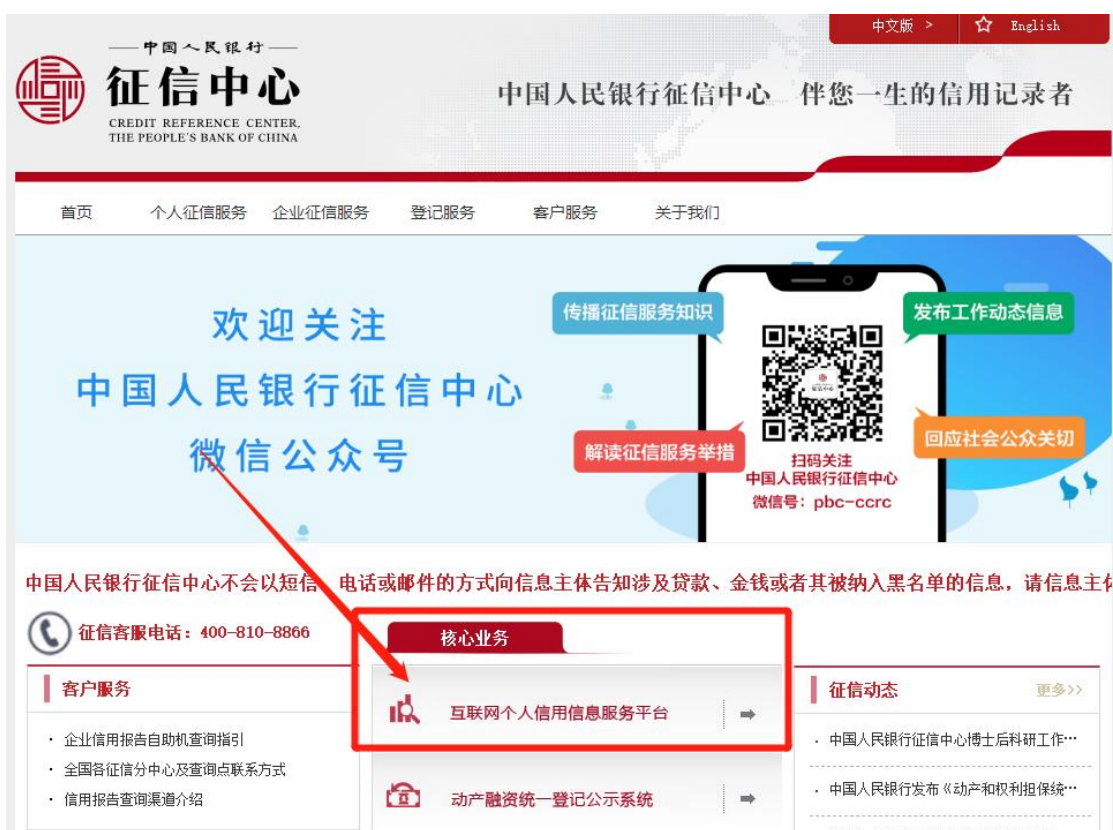 中文版 > ☆ English
中国人民银行
征信中心
CREDIT REFERENCE CENTER,
THE PEOPLE'S BANK OF CHINA
中国人民银行征信中心 伴您一生的信用记录者
首页 个人征信服务 企业征信服务 登记服务 客户服务 关于我们
欢迎关注
中国人民银行征信中心
微信公众号
传播征信服务知识
发布工作动态信息
解读征信服务举措
回应社会公众关切
扫码关注
中国人民银行征信中心
微信号：pbc-ccrc
中国人民银行征信中心不会以短信、电话或邮件的方式向信息主体告知涉及贷款、金钱或者其被纳入黑名单的信息，请信息主
征信客服电话：400-810-8866
客户服务
· 企业信用报告自助机查询指引
· 全国各征信分中心及查询点联系方式
· 信用报告查询渠道介绍
核心业务
互联网个人信用信息服务平台
动产融资统一登记公示系统
征信动态 更多>>
· 中国人民银行征信中心博士后科研工作…
· 中国人民银行发布《动产和权利担保统…